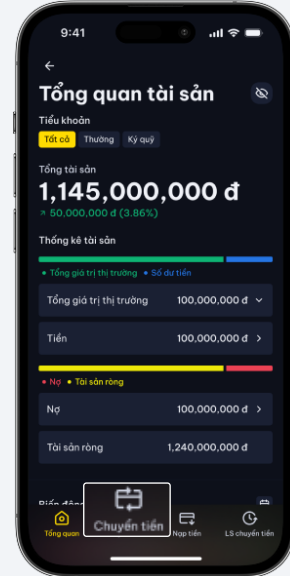 9:41
Tổng quan tài sản
Tiểu khoản
Tất cả Thường Ký quỹ
Tổng tài sản
1,145,000,000 đ
50,000,000 đ (3.86%)
Thống kê tài sản
• Tổng giá trị thị trường • Số dư tiền
Tổng giá trị thị trường 100,000,000 đ
Tiền 100,000,000 đ
• Nợ • Tài sản ròng
Nợ 100,000,000 đ
Tài sản ròng 1,240,000,000 đ
Biến động
Tổng quan Chuyển tiền Nạp tiền LS chuyển tiền